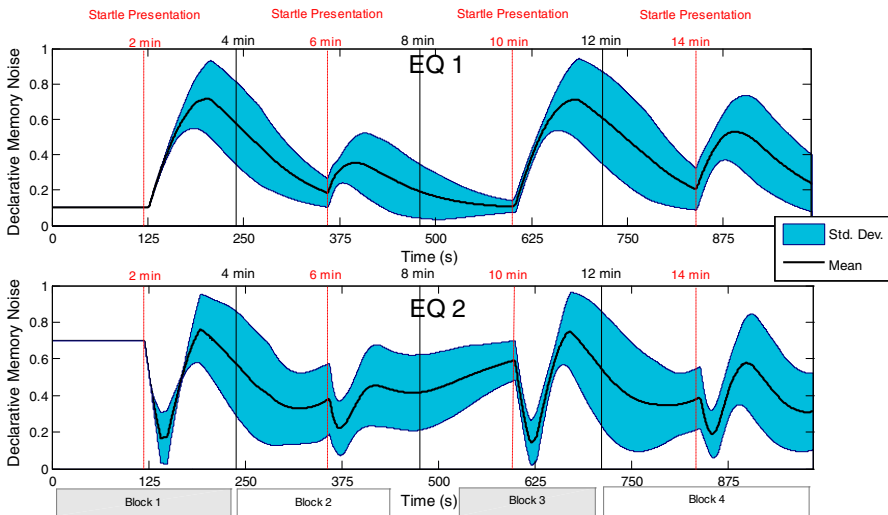 Startle Presentation Startle Presentation Startle Presentation Startle Presentation
2 min 4 min 6 min 8 min 10 min 12 min 14 min
EQ 1
Declarative Memory Noise
1
0.8
0.6
0.4
0.2
0
0 125 250 375 500 625 750 875
Time (s)
Std. Dev.
Mean
2 min 4 min 6 min 8 min 10 min 12 min 14 min
EQ 2
Declarative Memory Noise
1
0.8
0.6
0.4
0.2
0
0 125 250 375 500 625 750 875
Time (s)
Block 1 Block 2 Block 3 Block 4